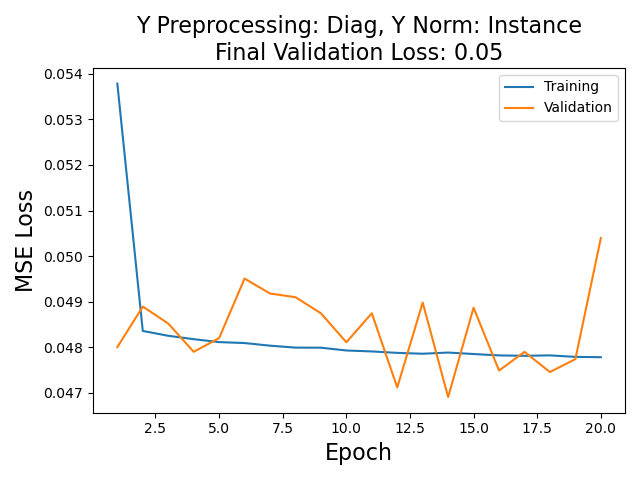 Y Preprocessing: Diag, Y Norm: Instance
Final Validation Loss: 0.05
Training
Validation
0.054
0.053
0.052
0.051
0.050
0.049
0.048
0.047
MSE Loss
2.5 5.0 7.5 10.0 12.5 15.0 17.5 20.0
Epoch